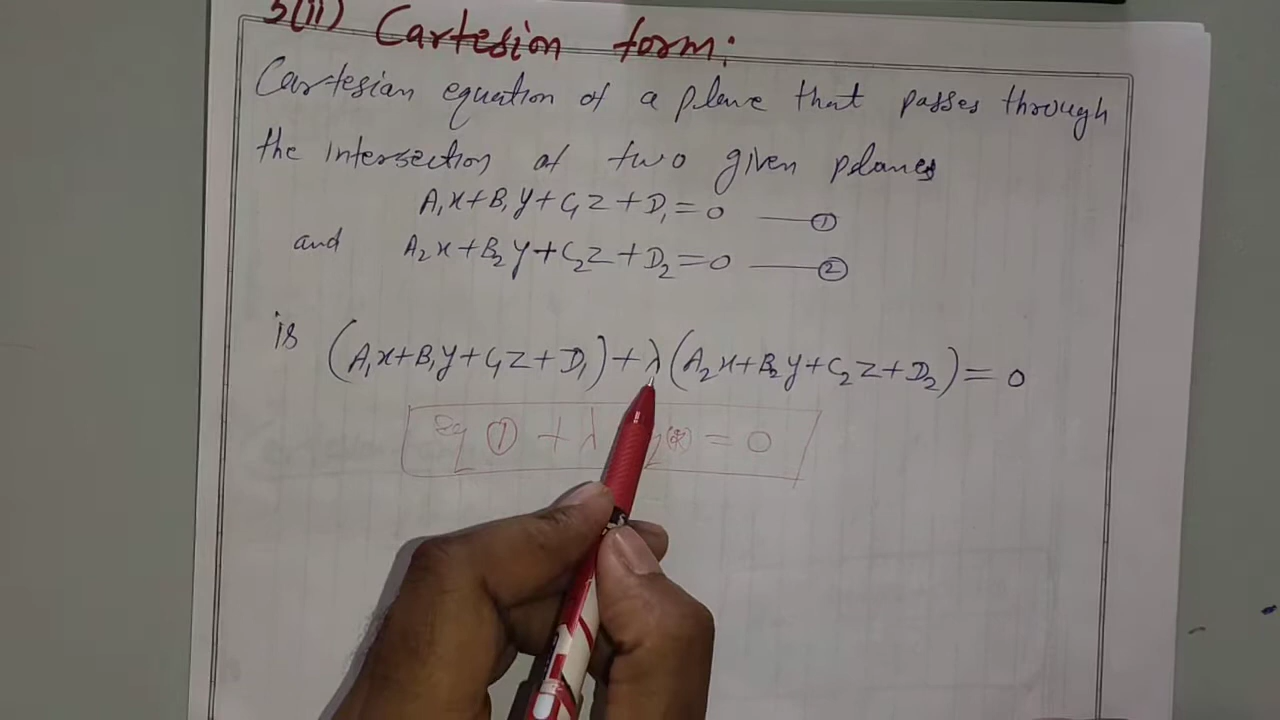 5(ii) Cartesion form:
Cartesian equation of a plane that passes through
the intersection of two given planes
A₁x+B₁y+C₁z+D₁=0 ——①
and A₂x+B₂y+C₂z+D₂=0 ——②
is (A₁x+B₁y+C₁z+D₁)+λ(A₂x+B₂y+C₂z+D₂)=0
Eq ① + λ = 0